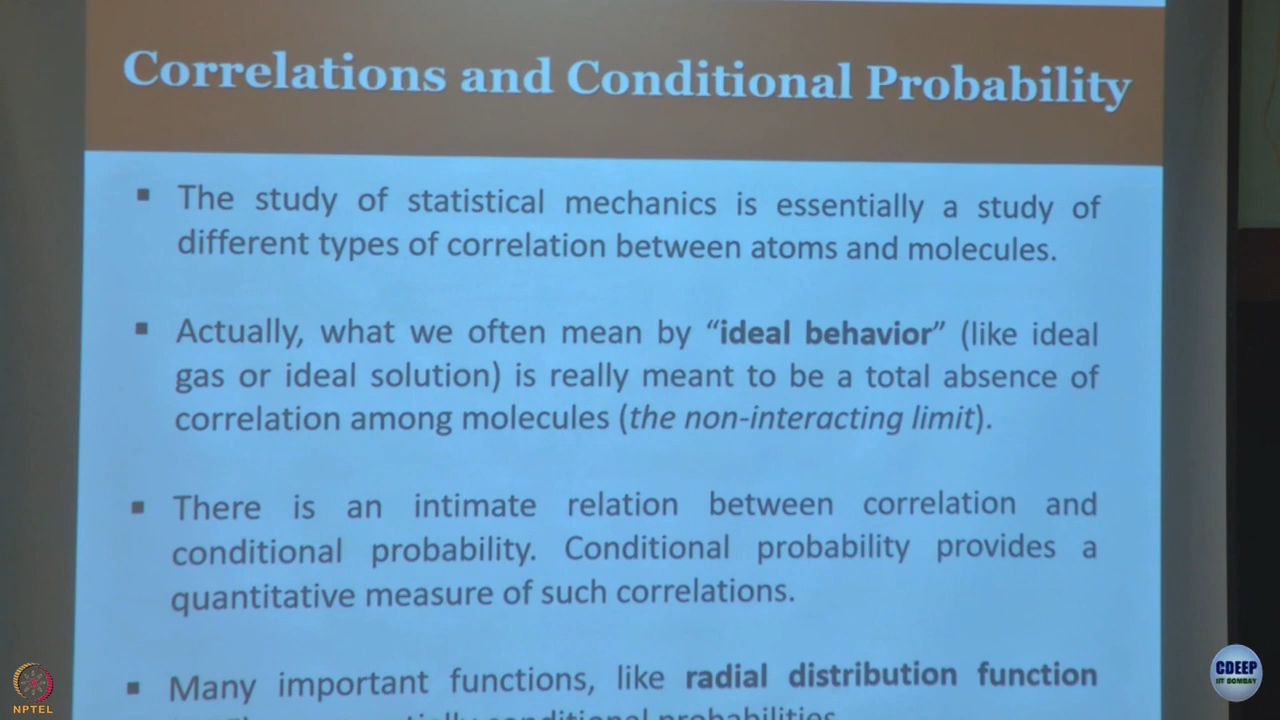 Correlations and Conditional Probability
▪ The study of statistical mechanics is essentially a study of
different types of correlation between atoms and molecules.
▪ Actually, what we often mean by “ideal behavior” (like ideal
gas or ideal solution) is really meant to be a total absence of
correlation among molecules (the non-interacting limit).
▪ There is an intimate relation between correlation and
conditional probability. Conditional probability provides a
quantitative measure of such correlations.
▪ Many important functions, like radial distribution function
conditional probabilities
NPTEL
CDEEP
IIT BOMBAY